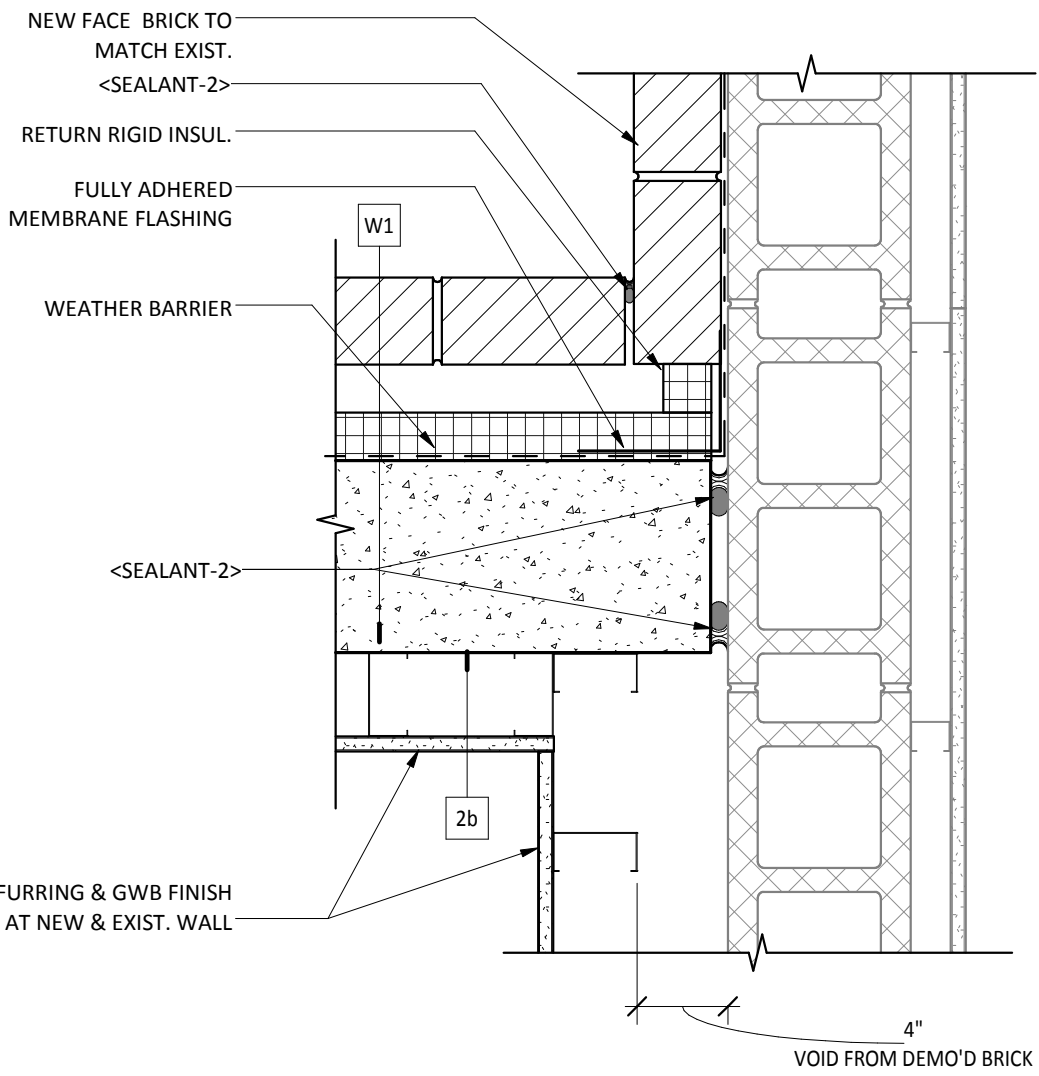 NEW FACE BRICK TO
MATCH EXIST.
<SEALANT-2>
RETURN RIGID INSUL.
FULLY ADHERED
MEMBRANE FLASHING
W1
WEATHER BARRIER
<SEALANT-2>
2b
FURRING & GWB FINISH
AT NEW & EXIST. WALL
4"
VOID FROM DEMO'D BRICK